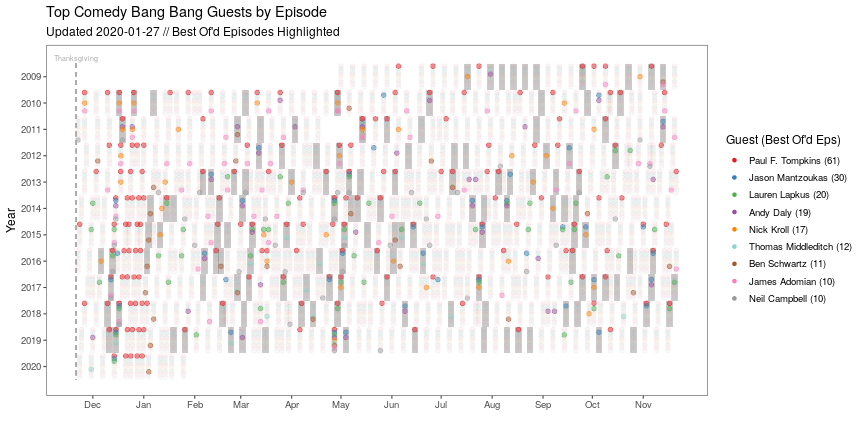 Top Comedy Bang Bang Guests by Episode
Updated 2020-01-27 // Best Of'd Episodes Highlighted
Thanksgiving
2009
2010
2011
2012
2013
2014
2015
2016
2017
2018
2019
2020
Year
Dec Jan Feb Mar Apr May Jun Jul Aug Sep Oct Nov
Guest (Best Of'd Eps)
Paul F. Tompkins (61)
Jason Mantzoukas (30)
Lauren Lapkus (20)
Andy Daly (19)
Nick Kroll (17)
Thomas Middleditch (12)
Ben Schwartz (11)
James Adomian (10)
Neil Campbell (10)